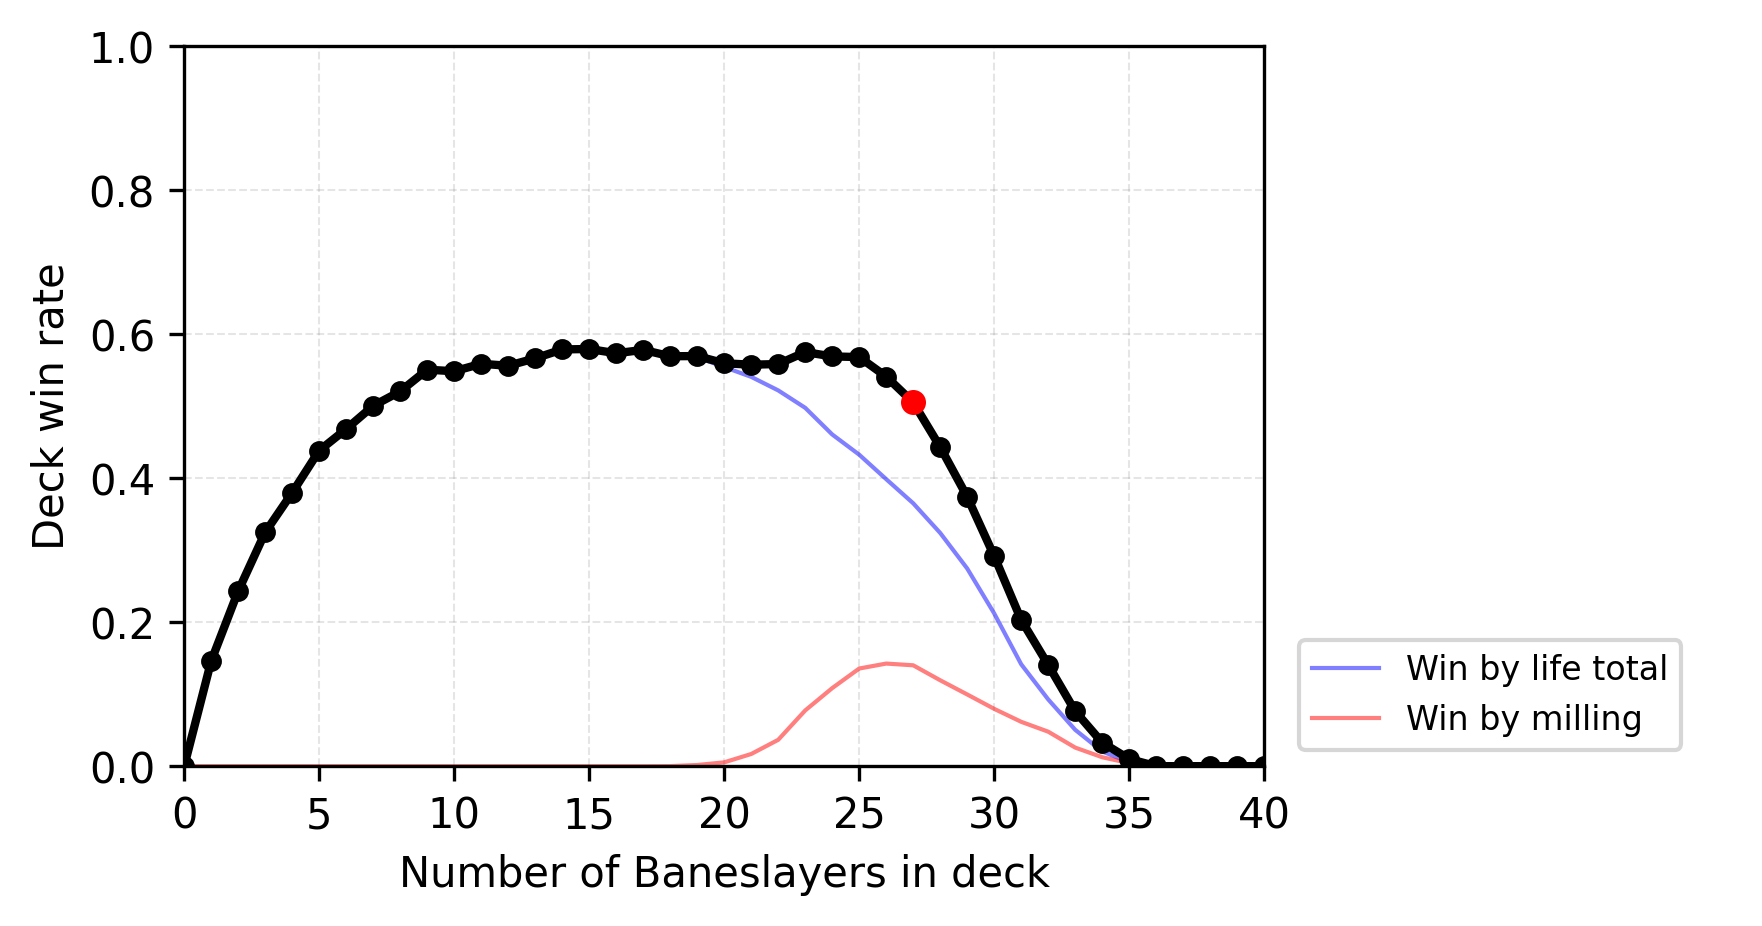 1.0
0.8
0.6
0.4
0.2
0.0
Deck win rate
0 5 10 15 20 25 30 35 40
Number of Baneslayers in deck
Win by life total
Win by milling